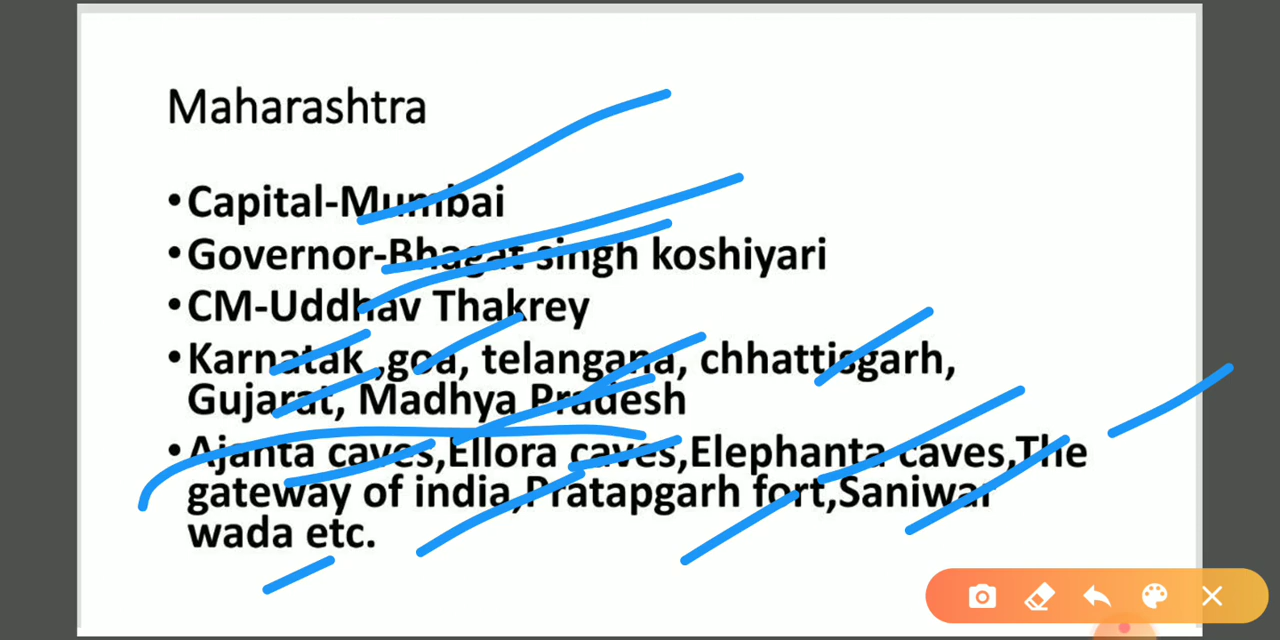 Maharashtra
•Capital-Mumbai
•Governor-Bhagat singh koshiyari
•CM-Uddhav Thakrey
•Karnatak ,goa, telangana, chhattisgarh,
Gujarat, Madhya Pradesh
•Ajanta caves,Ellora caves,Elephanta caves,The
gateway of india,Pratapgarh fort,Saniwar
wada etc.